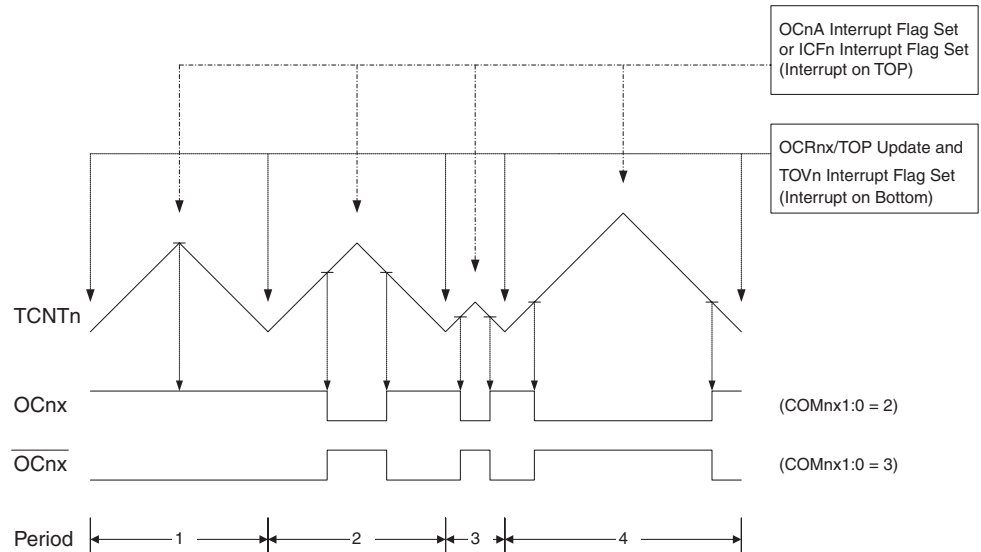 OCnA Interrupt Flag Set
or ICFn Interrupt Flag Set
(Interrupt on TOP)
OCRnx/TOP Update and
TOVn Interrupt Flag Set
(Interrupt on Bottom)
TCNTn
OCnx
(COMnx1:0 = 2)
OCnx
(COMnx1:0 = 3)
Period
1
2
3
4